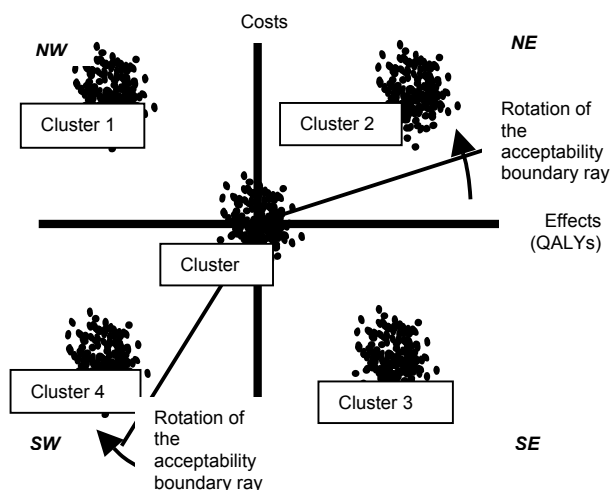 Costs
NW
NE
Cluster 1
Cluster 2
Rotation of
the
acceptability
boundary ray
Effects
(QALYs)
Cluster
Cluster 4
Cluster 3
Rotation of
the
acceptability
boundary ray
SW
SE